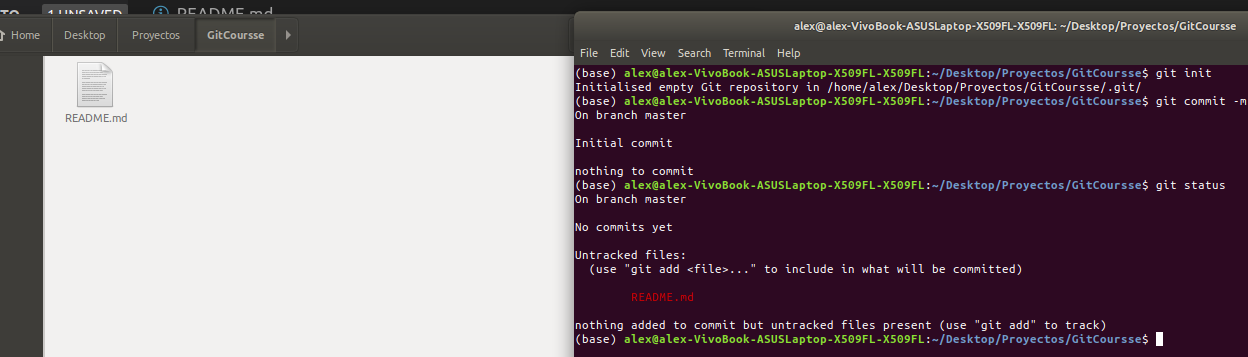 1 UNSAVED
README.md
Home Desktop Proyectos GitCoursse
README.md
alex@alex-VivoBook-ASUSLaptop-X509FL-X509FL: ~/Desktop/Proyectos/GitCoursse
File Edit View Search Terminal Help
(base) alex@alex-VivoBook-ASUSLaptop-X509FL-X509FL:~/Desktop/Proyectos/GitCoursse$ git init
Initialised empty Git repository in /home/alex/Desktop/Proyectos/GitCoursse/.git/
(base) alex@alex-VivoBook-ASUSLaptop-X509FL-X509FL:~/Desktop/Proyectos/GitCoursse$ git commit -m
On branch master
Initial commit
nothing to commit
(base) alex@alex-VivoBook-ASUSLaptop-X509FL-X509FL:~/Desktop/Proyectos/GitCoursse$ git status
On branch master
No commits yet
Untracked files:
(use "git add <file>..." to include in what will be committed)
README.md
nothing added to commit but untracked files present (use "git add" to track)
(base) alex@alex-VivoBook-ASUSLaptop-X509FL-X509FL:~/Desktop/Proyectos/GitCoursse$